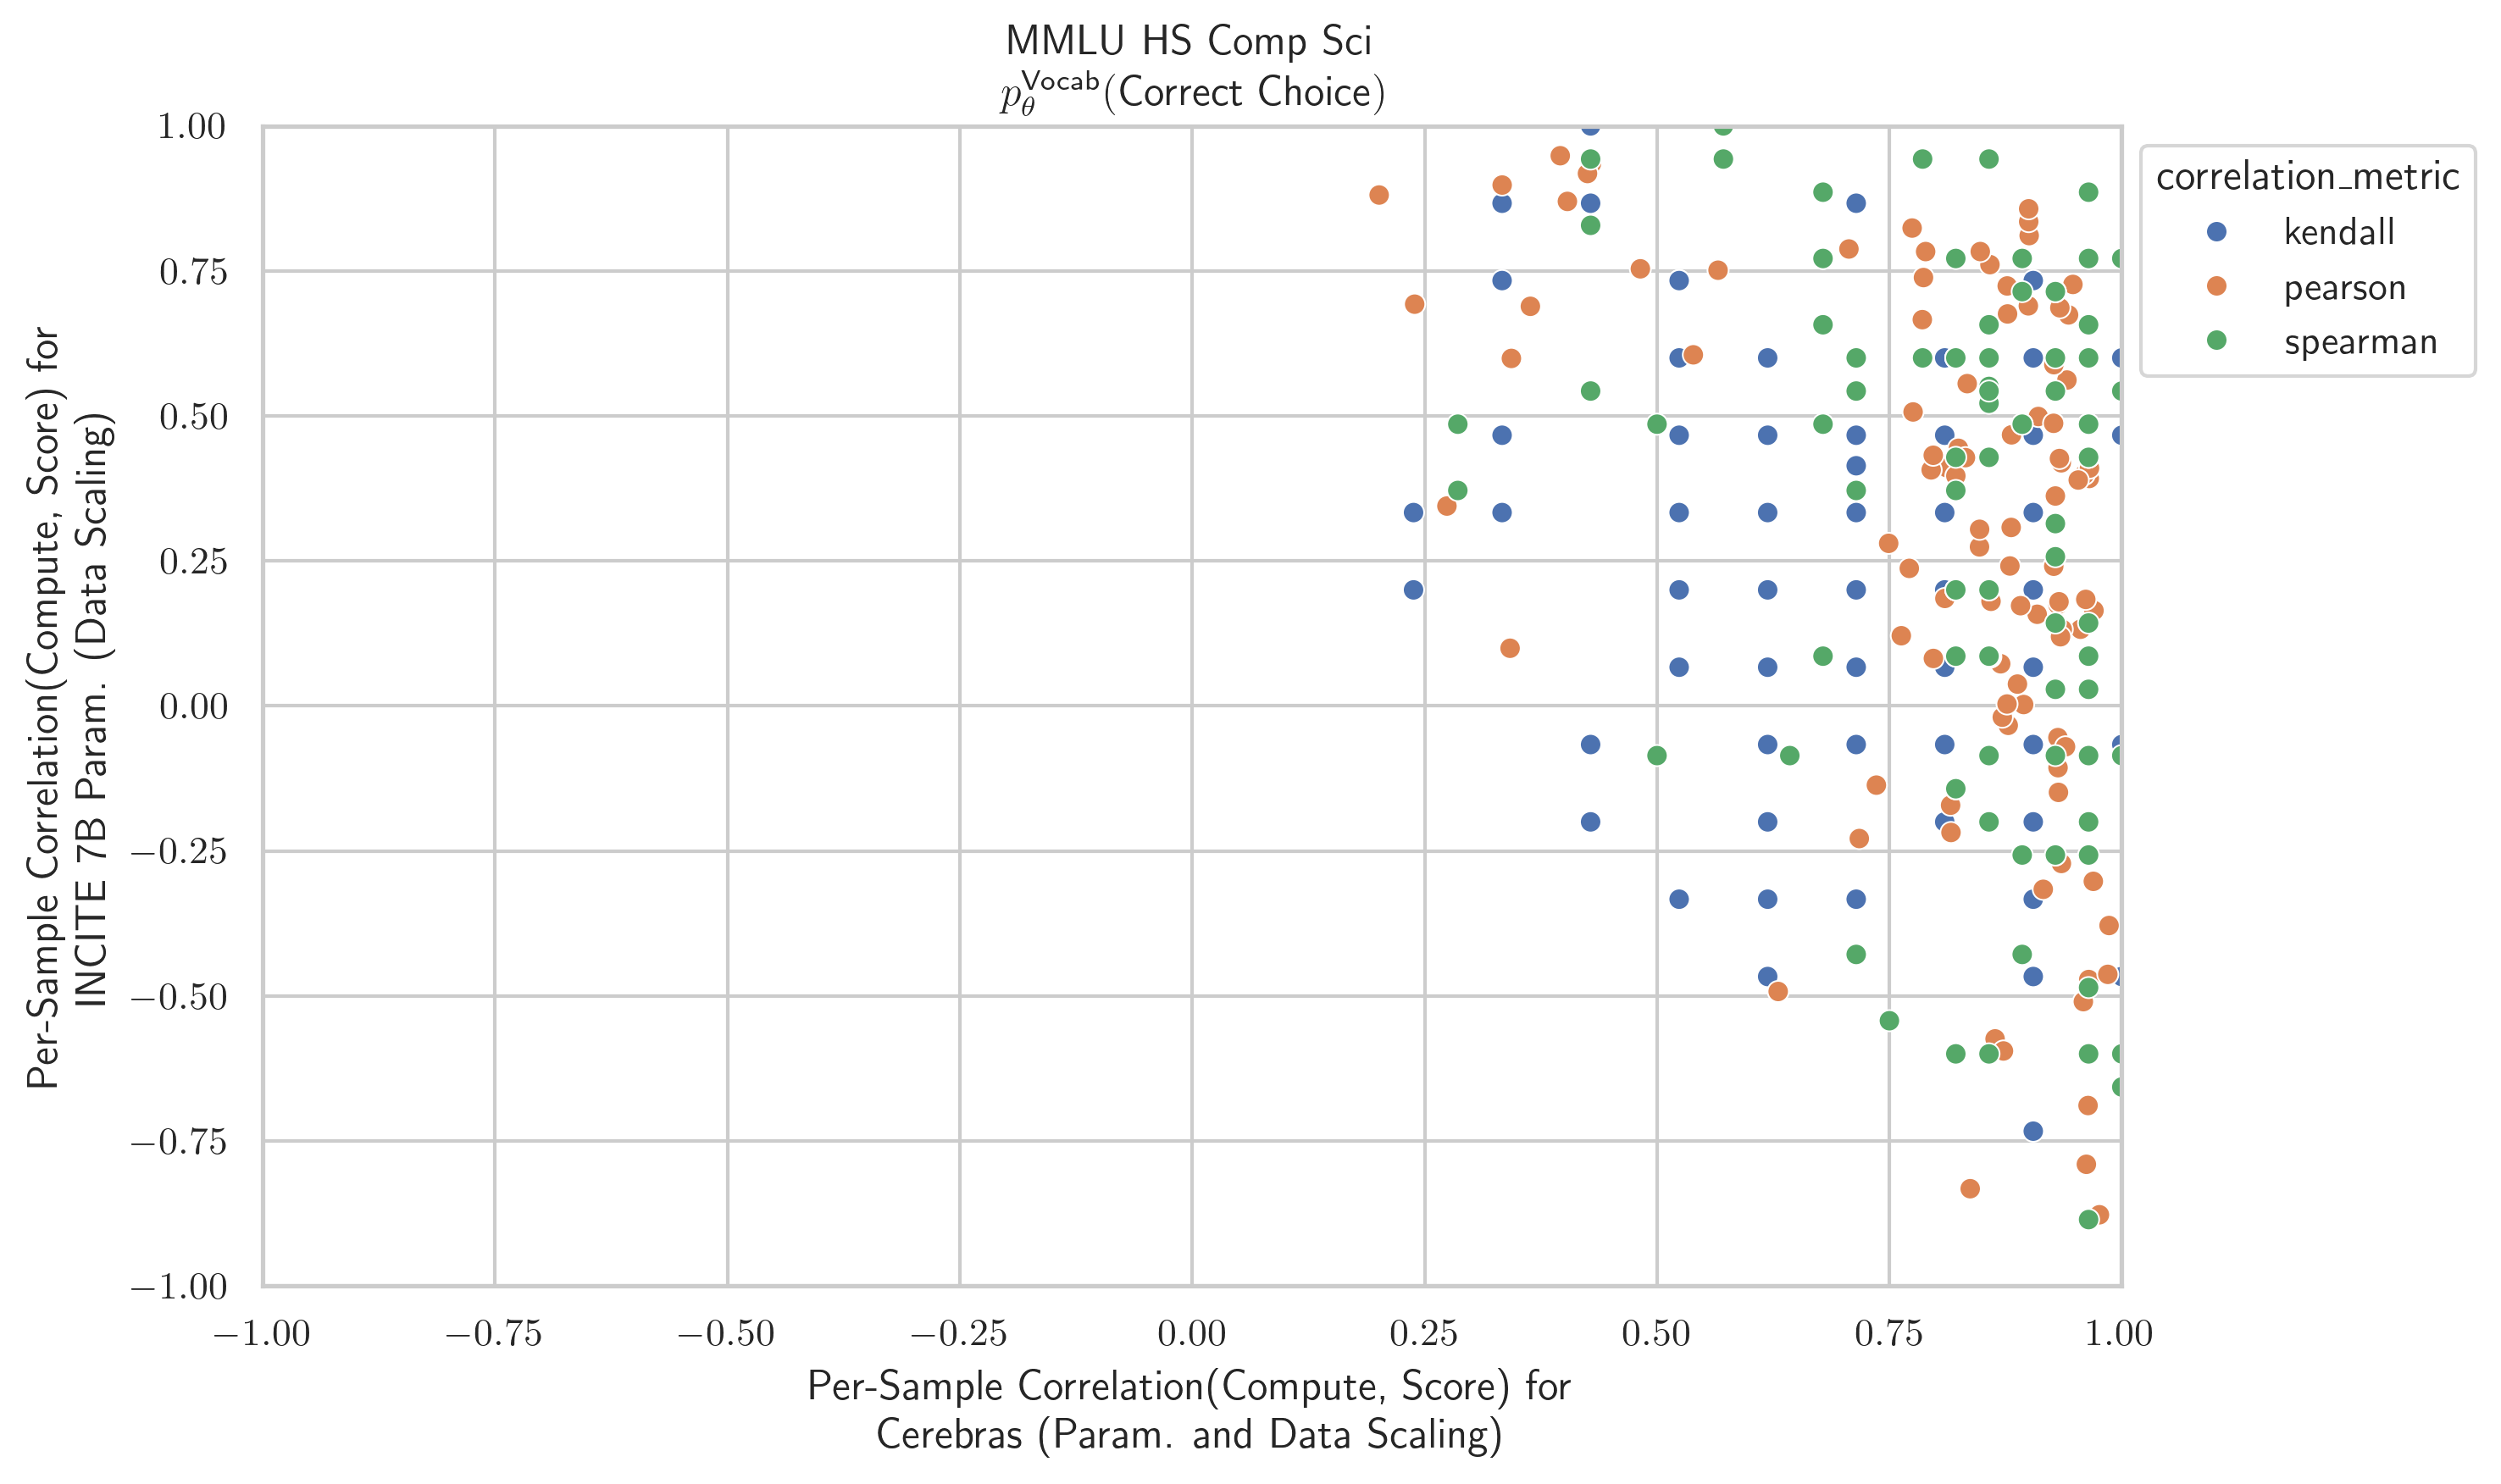 MMLU HS Comp Sci
p_θ^Vocab(Correct Choice)
1.00
0.75
0.50
0.25
0.00
−0.25
−0.50
−0.75
−1.00
Per-Sample Correlation(Compute, Score) for
INCITE 7B Param. (Data Scaling)
correlation_metric
kendall
pearson
spearman
−1.00 −0.75 −0.50 −0.25 0.00 0.25 0.50 0.75 1.00
Per-Sample Correlation(Compute, Score) for
Cerebras (Param. and Data Scaling)